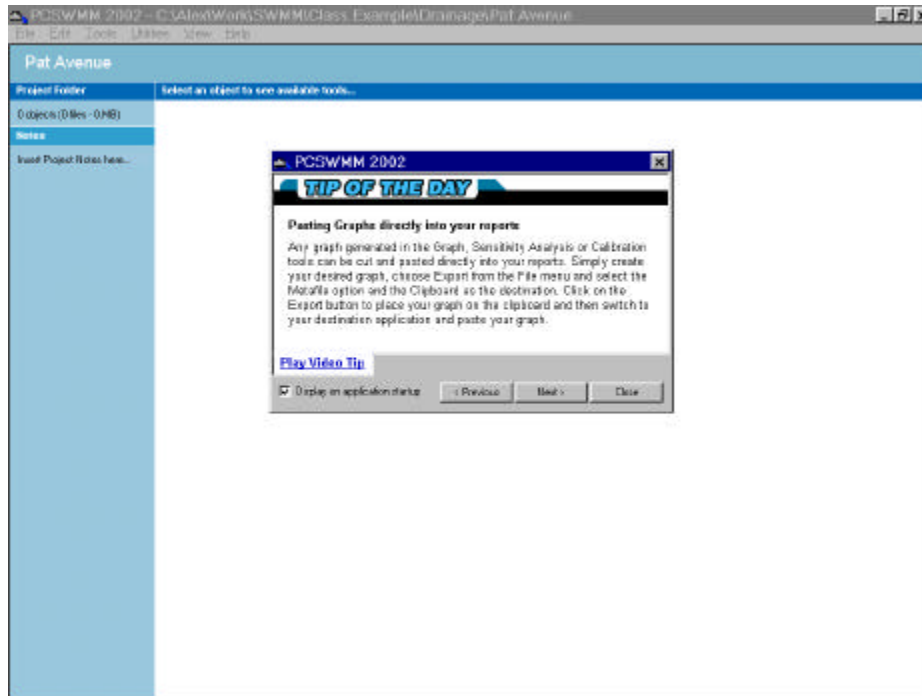 PCSWMM 2002 - C:\Alex\Work\SWMM\Class Example\Drainage\Pat Avenue
File Edit Tools Utilities View Help
Pat Avenue
Project Folder
Select an object to see available tools...
0 objects (0 files - 0 MB)
Notes
Insert Project Notes here...
PCSWMM 2002
TIP OF THE DAY
Pasting Graphs directly into your reports
Any graph generated in the Graph, Sensitivity Analysis or Calibration
tools can be cut and pasted directly into your reports. Simply create
your desired graph, choose Export from the File menu and select the
Metafile option and the Clipboard as the destination. Click on the
Export button to place your graph on the clipboard and then switch to
your destination application and paste your graph.
Play Video Tip
Display on application startup
< Previous
Next >
Close